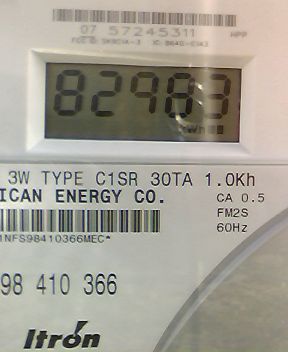 07 57245311 MPP
82983
kWh
3W TYPE C1SR 30TA 1.0Kh
ICAN ENERGY CO.
CA 0.5
FM2S
60Hz
1NFS98410366MEC*
98 410 366
Itron